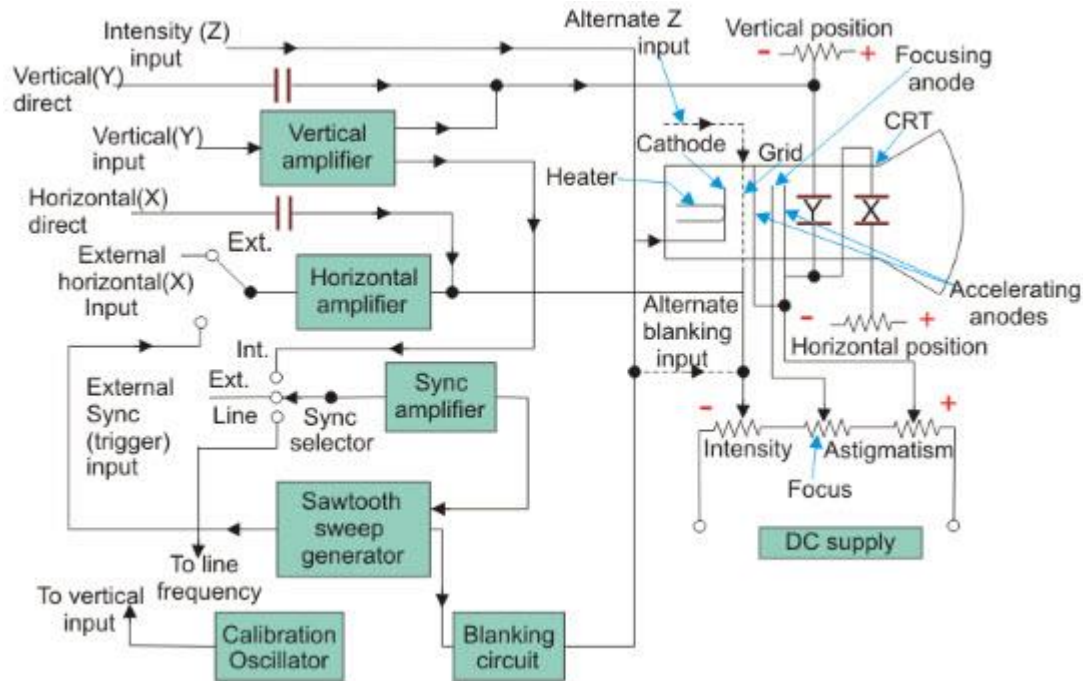 Intensity (Z)
input
Alternate Z
input
Vertical position
- +
Focusing
anode
Vertical(Y)
direct
CRT
Vertical(Y)
input
Vertical
amplifier
Cathode
Grid
Heater
Y
X
Horizontal(X)
direct
Ext.
External
horizontal(X)
Input
Horizontal
amplifier
Alternate
blanking
input
Accelerating
anodes
- +
Horizontal position
Int.
Ext.
Line
External
Sync
(trigger)
input
Sync
selector
Sync
amplifier
- +
Intensity
Astigmatism
Focus
Sawtooth
sweep
generator
DC supply
To line
frequency
To vertical
input
Calibration
Oscillator
Blanking
circuit